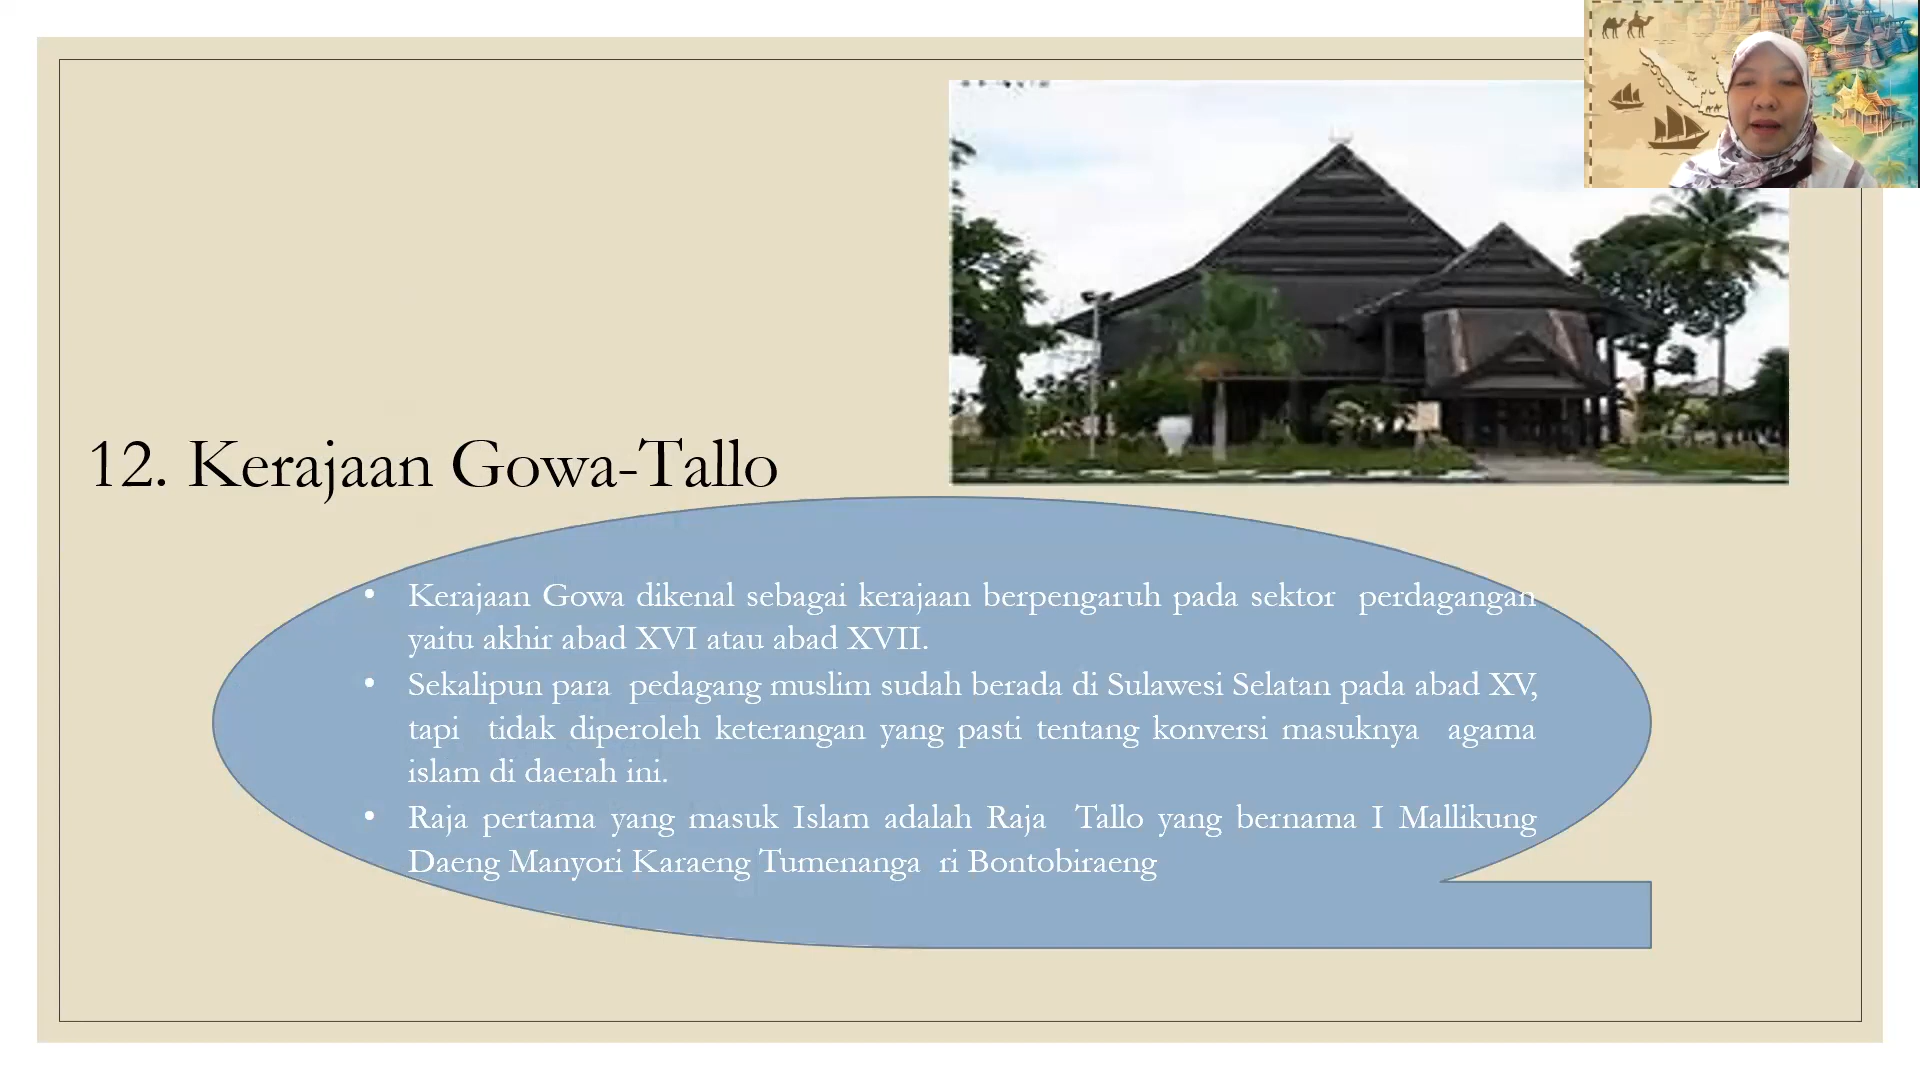 12. Kerajaan Gowa-Tallo
• Kerajaan Gowa dikenal sebagai kerajaan berpengaruh pada sektor perdagangan
yaitu akhir abad XVI atau abad XVII.
• Sekalipun para pedagang muslim sudah berada di Sulawesi Selatan pada abad XV,
tapi tidak diperoleh keterangan yang pasti tentang konversi masuknya agama
islam di daerah ini.
• Raja pertama yang masuk Islam adalah Raja Tallo yang bernama I Mallikung
Daeng Manyori Karaeng Tumenanga ri Bontobiraeng